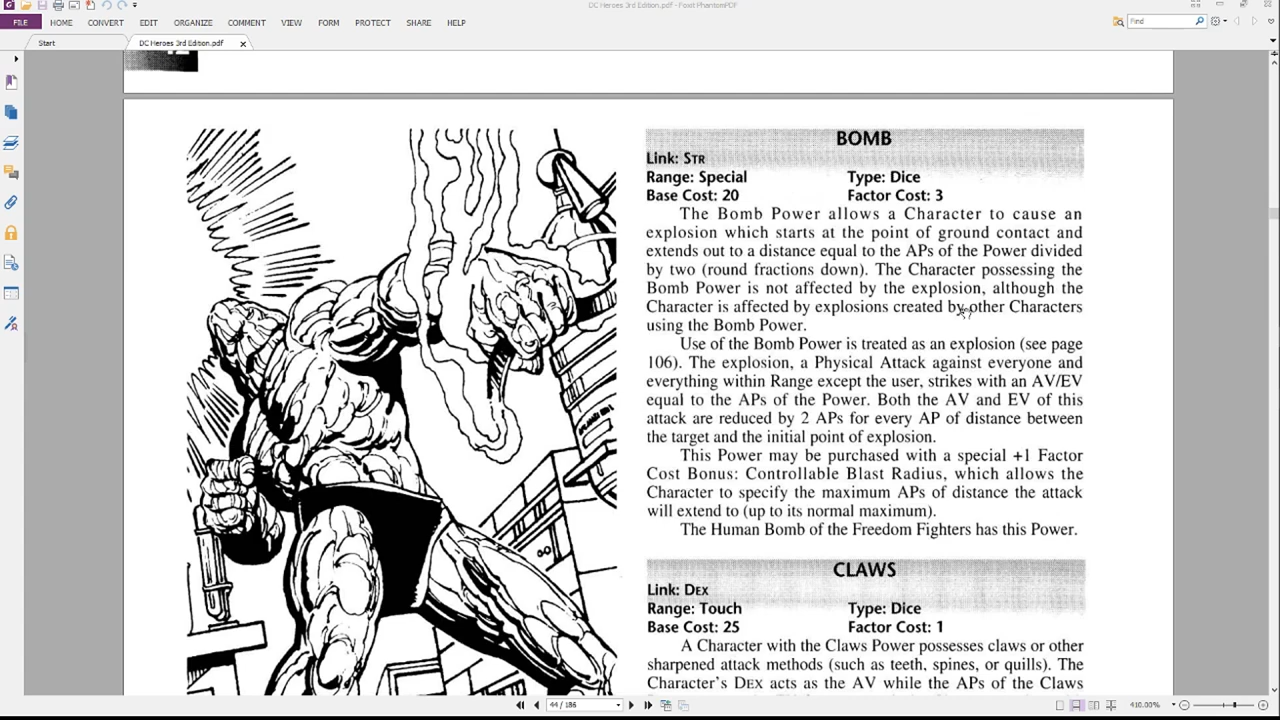 DC Heroes 3rd Edition.pdf - Foxit PhantomPDF
FILE HOME CONVERT EDIT ORGANIZE COMMENT VIEW FORM PROTECT SHARE HELP
Find
Start DC Heroes 3rd Edition.pdf
BOMB
Link: STR
Range: Special Type: Dice
Base Cost: 20 Factor Cost: 3
The Bomb Power allows a Character to cause an
explosion which starts at the point of ground contact and
extends out to a distance equal to the APs of the Power divided
by two (round fractions down). The Character possessing the
Bomb Power is not affected by the explosion, although the
Character is affected by explosions created by other Characters
using the Bomb Power.
Use of the Bomb Power is treated as an explosion (see page
106). The explosion, a Physical Attack against everyone and
everything within Range except the user, strikes with an AV/EV
equal to the APs of the Power. Both the AV and EV of this
attack are reduced by 2 APs for every AP of distance between
the target and the initial point of explosion.
This Power may be purchased with a special +1 Factor
Cost Bonus: Controllable Blast Radius, which allows the
Character to specify the maximum APs of distance the attack
will extend to (up to its normal maximum).
The Human Bomb of the Freedom Fighters has this Power.
CLAWS
Link: DEX
Range: Touch Type: Dice
Base Cost: 25 Factor Cost: 1
A Character with the Claws Power possesses claws or other
sharpened attack methods (such as teeth, spines, or quills). The
Character's DEX acts as the AV while the APs of the Claws
44 / 186
410.00%